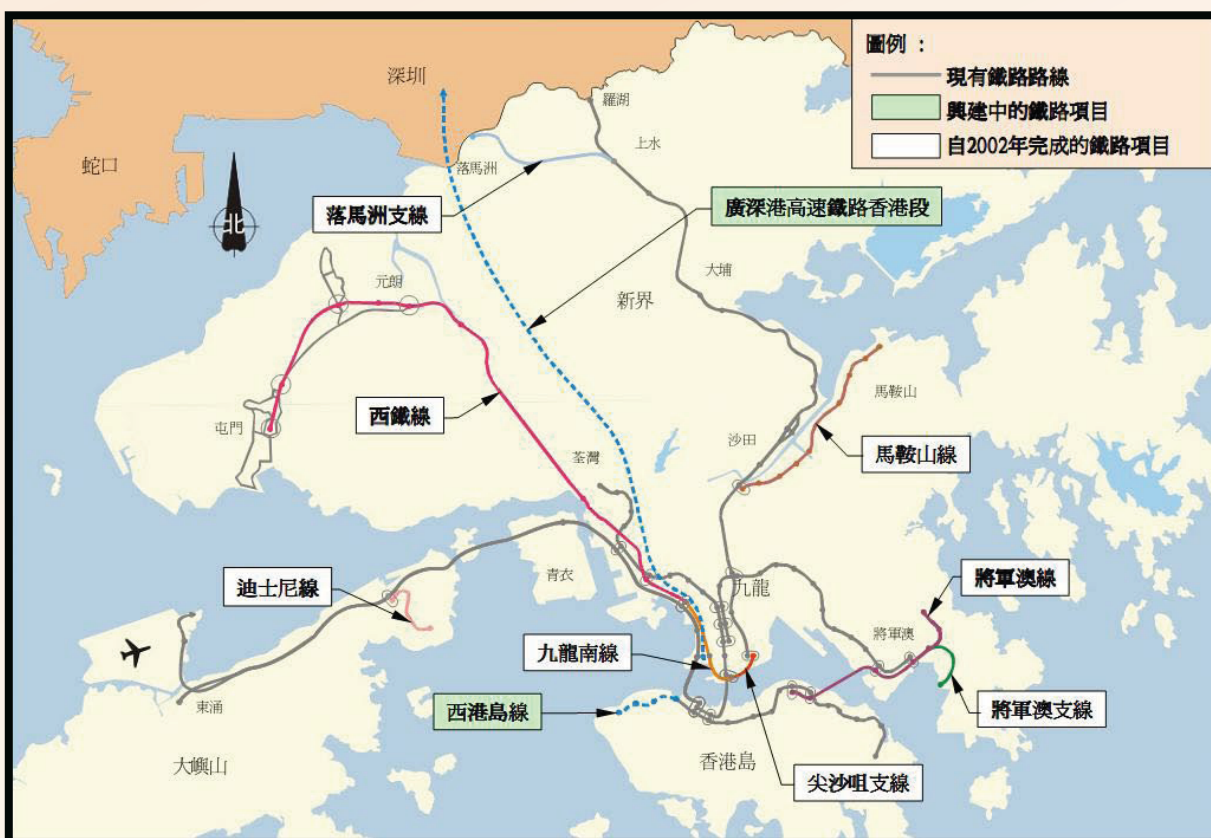 圖例 :
現有鐵路路線
興建中的鐵路項目
自2002年完成的鐵路項目
深圳
羅湖
蛇口
上水
落馬洲
北
落馬洲支線
廣深港高速鐵路香港段
元朗
大埔
新界
西鐵線
屯門
馬鞍山
沙田
馬鞍山線
荃灣
迪士尼線
青衣
九龍
將軍澳線
將軍澳
九龍南線
東涌
西港島線
將軍澳支線
大嶼山
香港島
尖沙咀支線